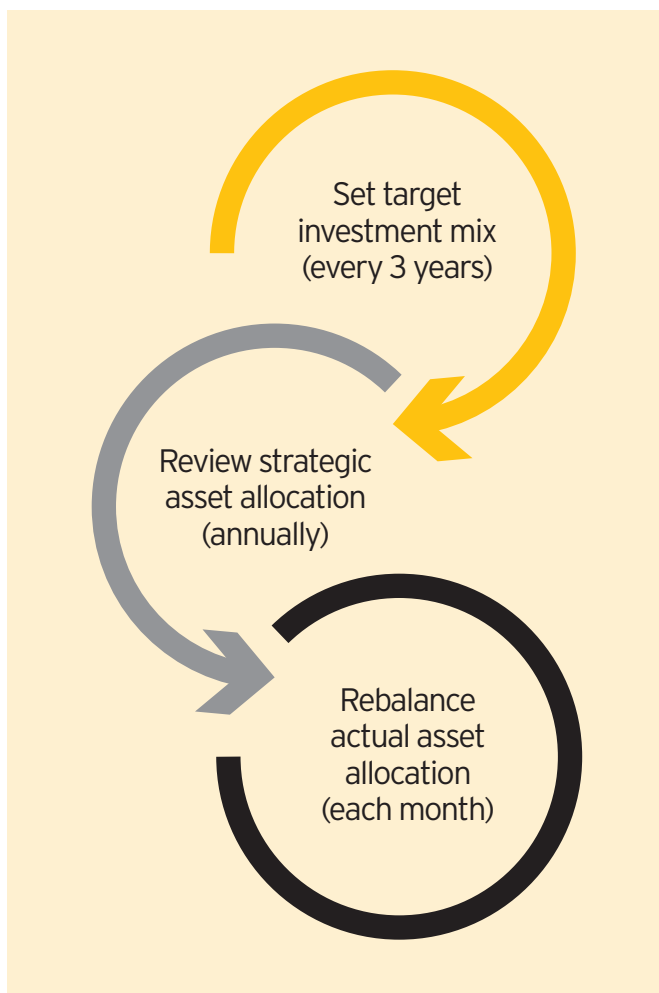 Set target
investment mix
(every 3 years)
Review strategic
asset allocation
(annually)
Rebalance
actual asset
allocation
(each month)